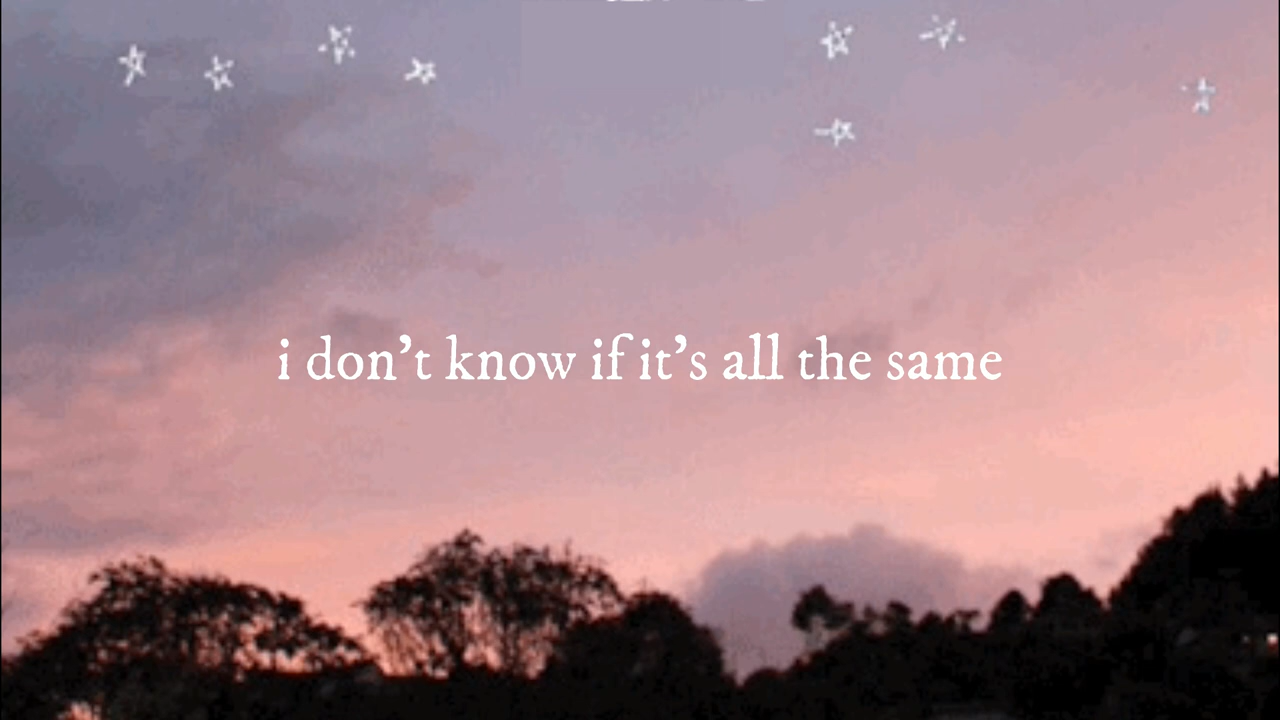 i don’t know if it’s all the same